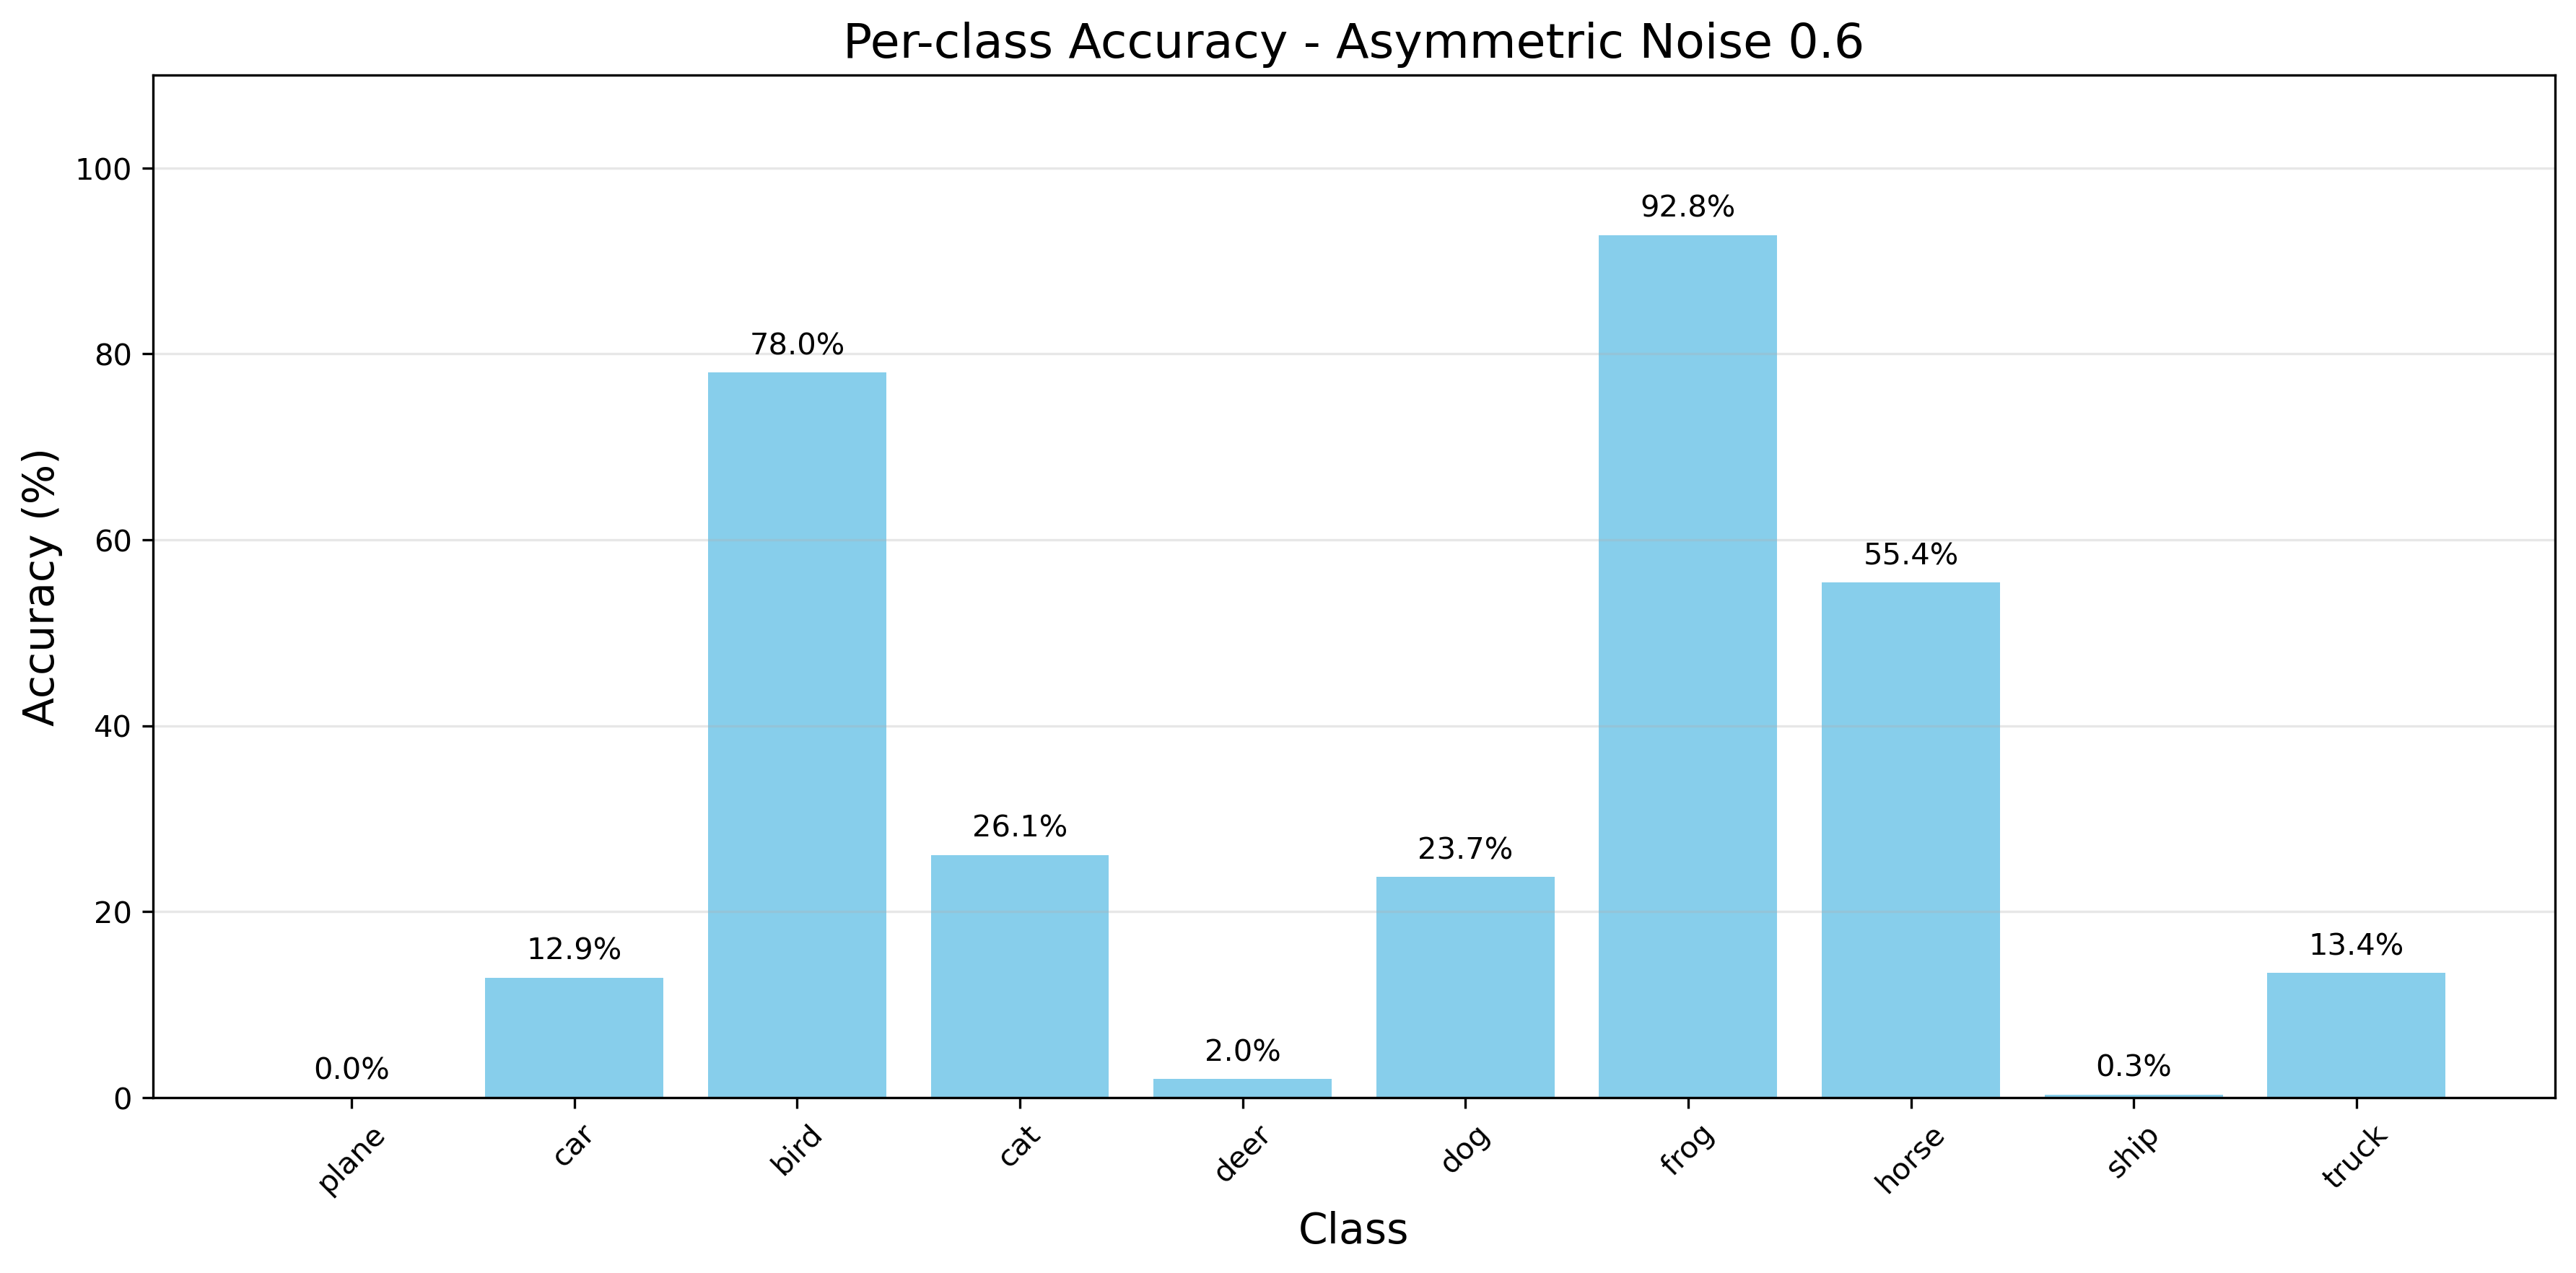 Per-class Accuracy - Asymmetric Noise 0.6
Accuracy (%)
100
80
60
40
20
0
0.0%
12.9%
78.0%
26.1%
2.0%
23.7%
92.8%
55.4%
0.3%
13.4%
plane
car
bird
cat
deer
dog
frog
horse
ship
truck
Class